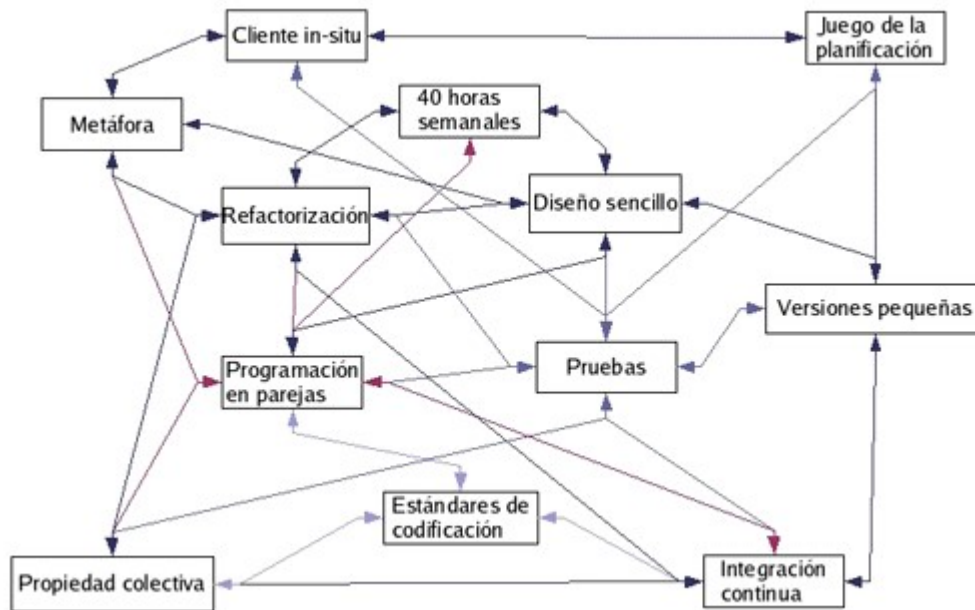 Cliente in-situ
Juego de la
planificación
40 horas
semanales
Metáfora
Refactorización
Diseño sencillo
Versiones pequeñas
Programación
en parejas
Pruebas
Estándares de
codificación
Propiedad colectiva
Integración
continua